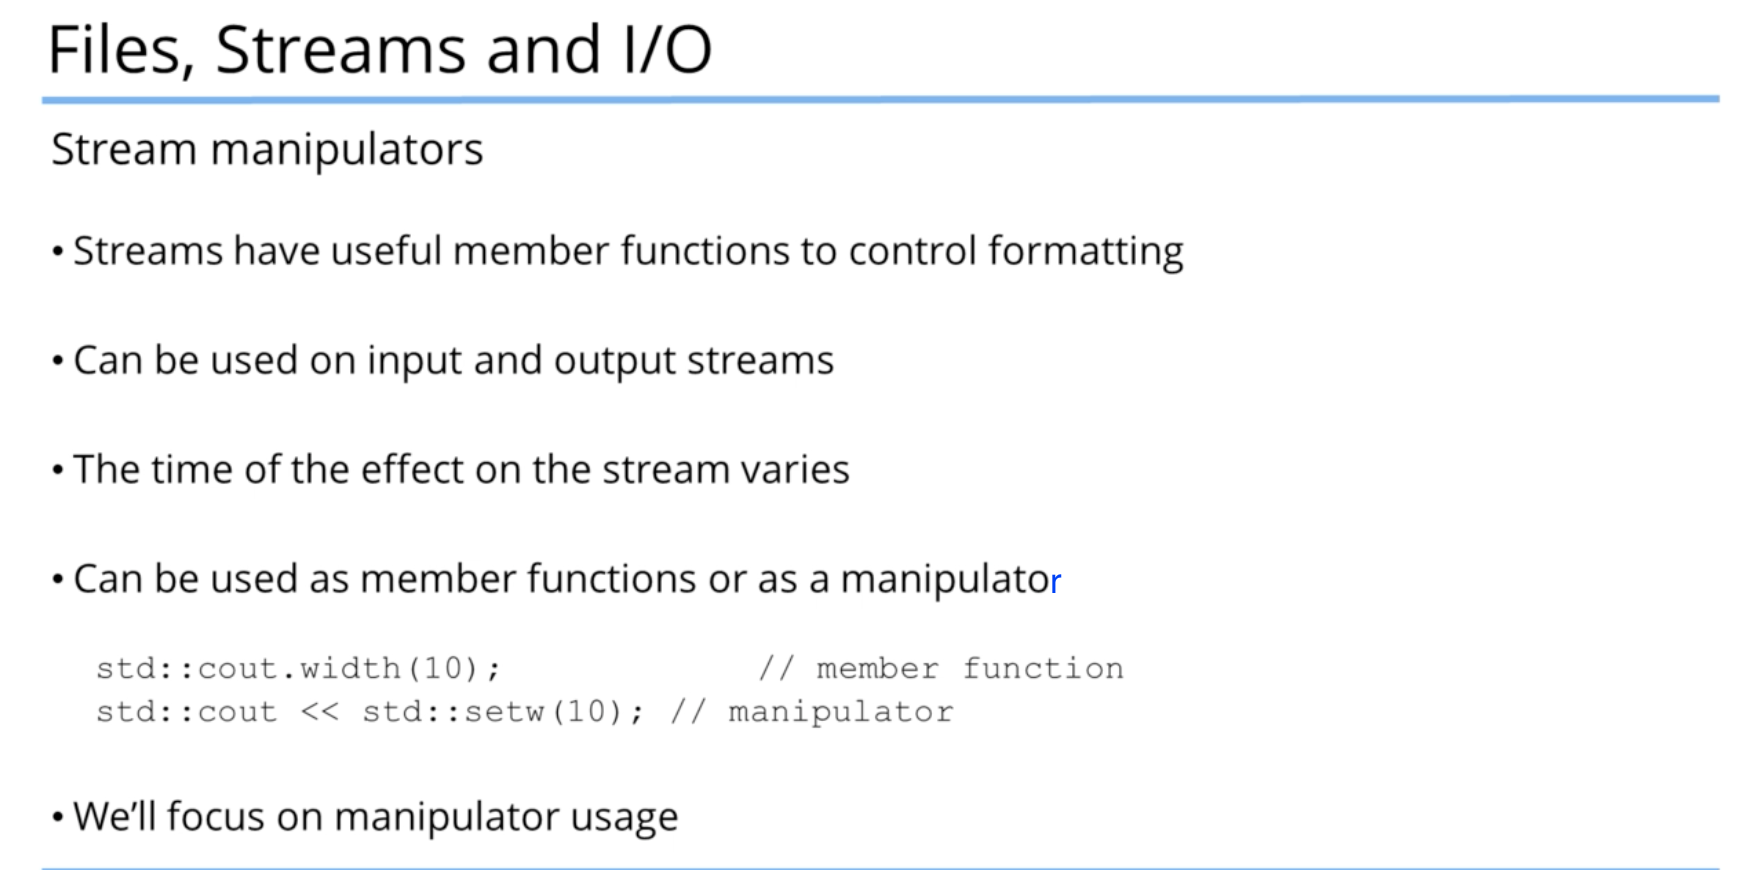 Files, Streams and I/O
Stream manipulators
• Streams have useful member functions to control formatting
• Can be used on input and output streams
• The time of the effect on the stream varies
• Can be used as member functions or as a manipulator
std::cout.width(10); // member function
std::cout << std::setw(10); // manipulator
• We’ll focus on manipulator usage